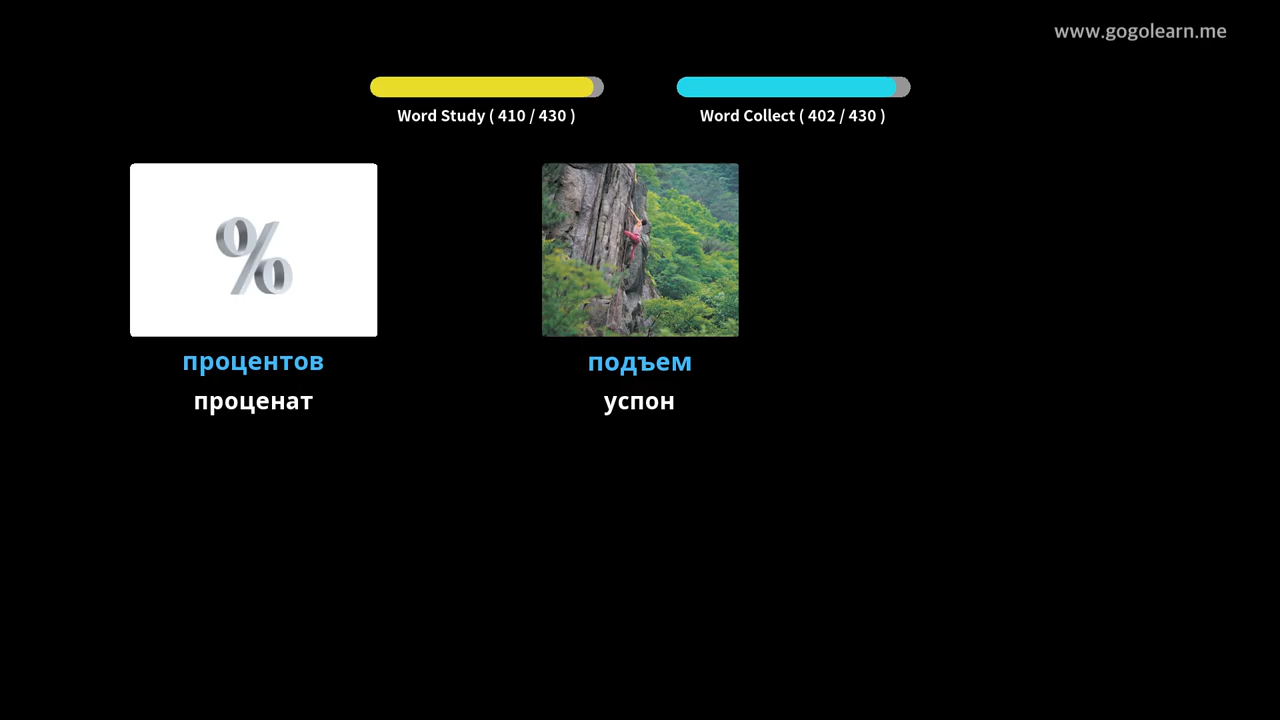 www.gogolearn.me
Word Study ( 410 / 430 )
Word Collect ( 402 / 430 )
%
процентов
проценат
подъем
успон